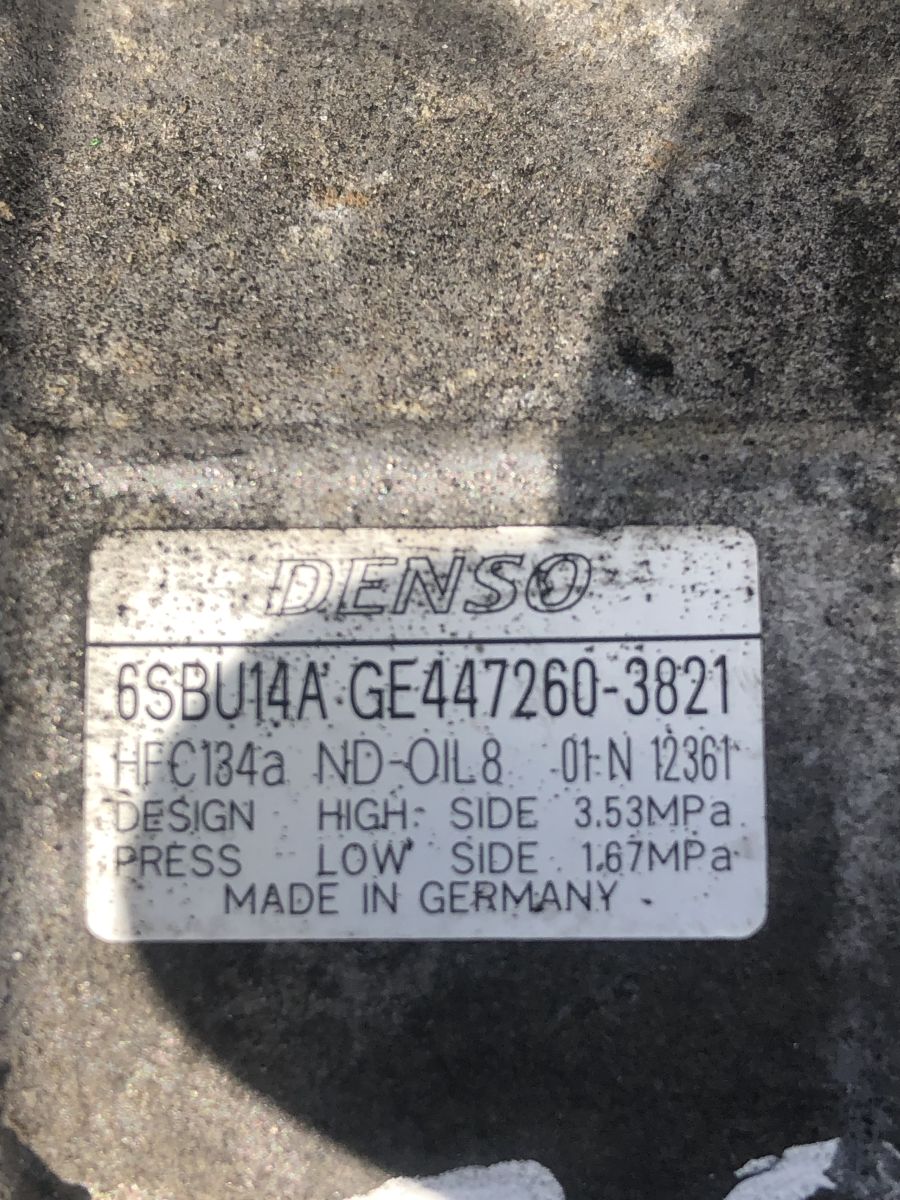 DENSO
6SBU14A GE447260-3821
HFC134a ND-OIL8 01-N 12361
DESIGN HIGH SIDE 3.53MPa
PRESS LOW SIDE 1.67MPa
MADE IN GERMANY